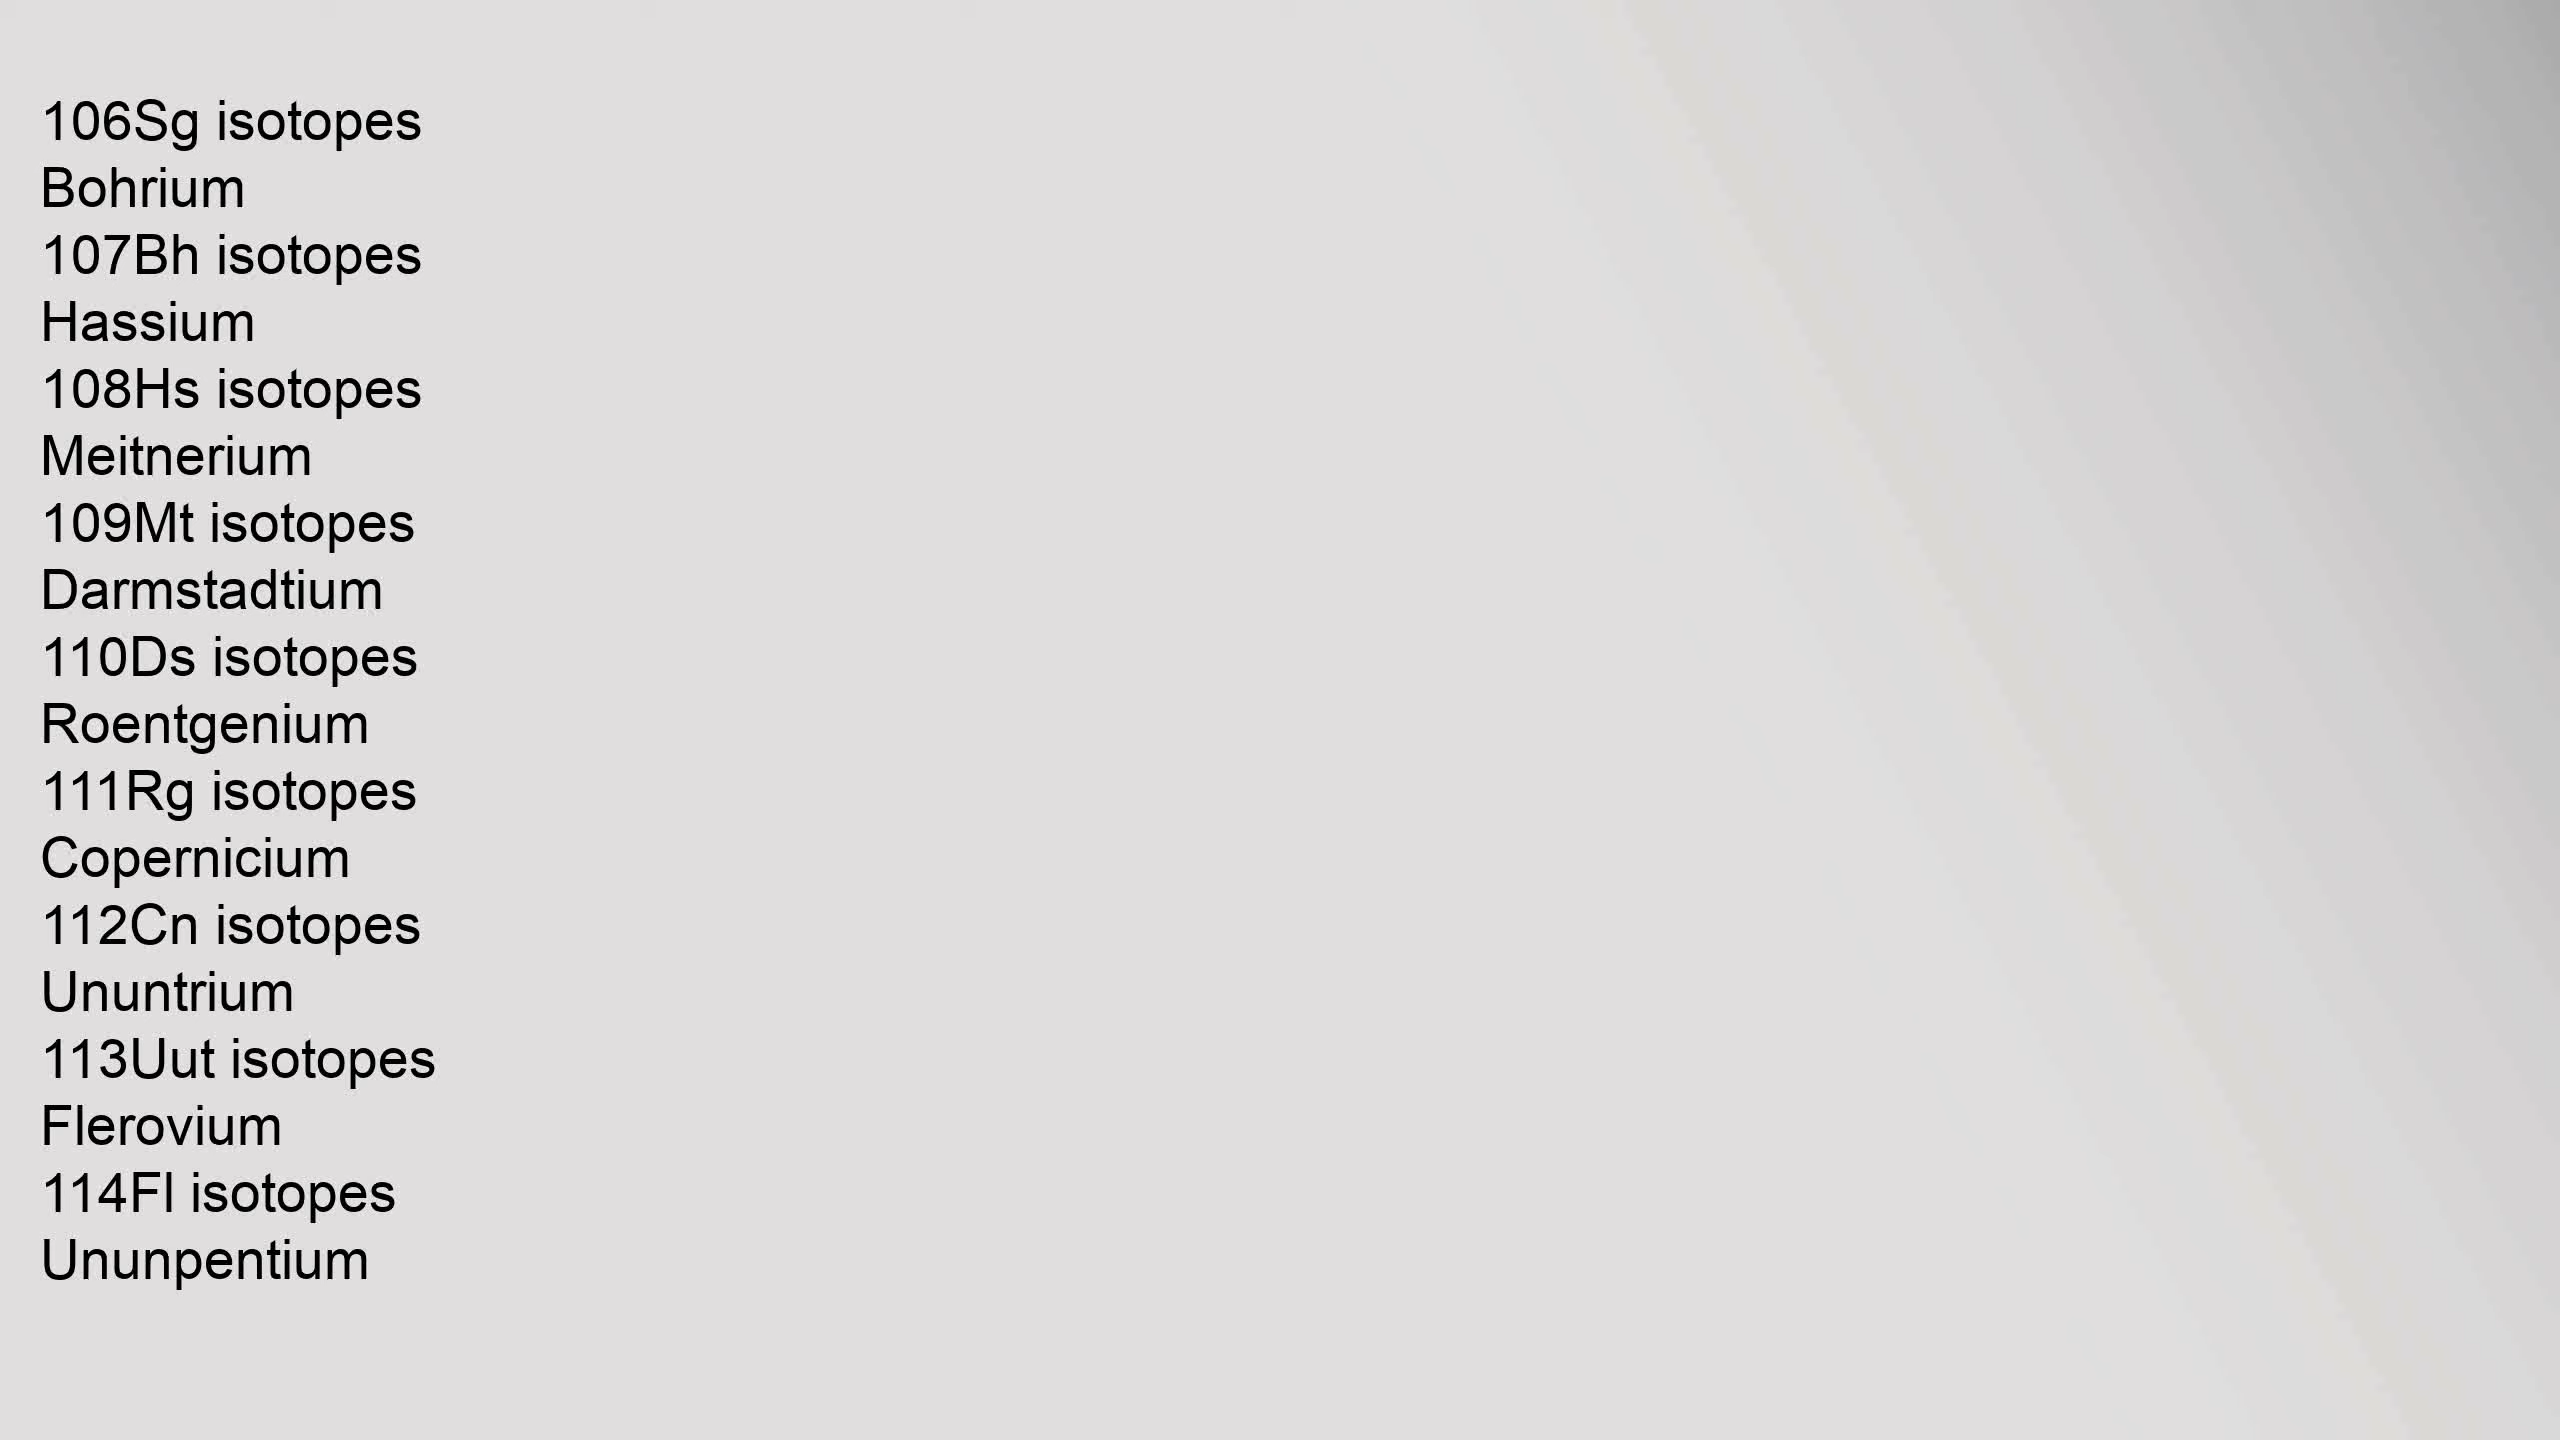 106Sg isotopes
Bohrium
107Bh isotopes
Hassium
108Hs isotopes
Meitnerium
109Mt isotopes
Darmstadtium
110Ds isotopes
Roentgenium
111Rg isotopes
Copernicium
112Cn isotopes
Ununtrium
113Uut isotopes
Flerovium
114Fl isotopes
Ununpentium